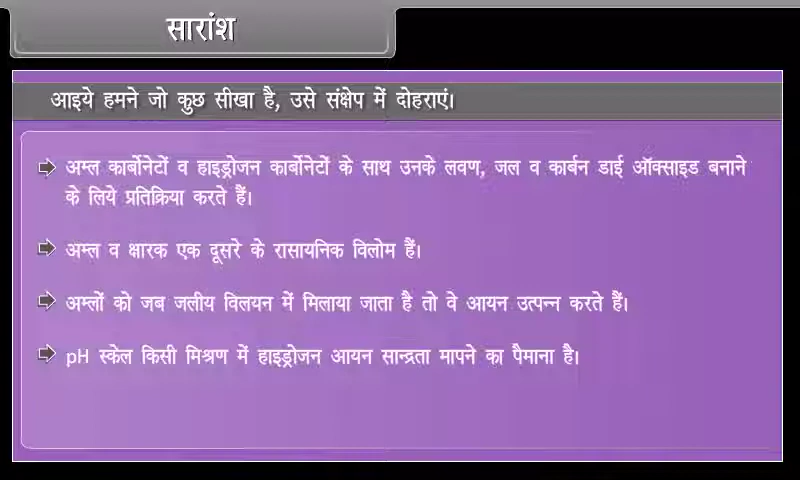 सारांश
आइये हमने जो कुछ सीखा है, उसे संक्षेप में दोहराएं।
अम्ल कार्बोनेटों व हाइड्रोजन कार्बोनेटों के साथ उनके लवण, जल व कार्बन डाई ऑक्साइड बनाने
के लिये प्रतिक्रिया करते हैं।
अम्ल व क्षारक एक दूसरे के रासायनिक विलोम हैं।
अम्लों को जब जलीय विलयन में मिलाया जाता है तो वे आयन उत्पन्न करते हैं।
pH स्केल किसी मिश्रण में हाइड्रोजन आयन सान्द्रता मापने का पैमाना है।